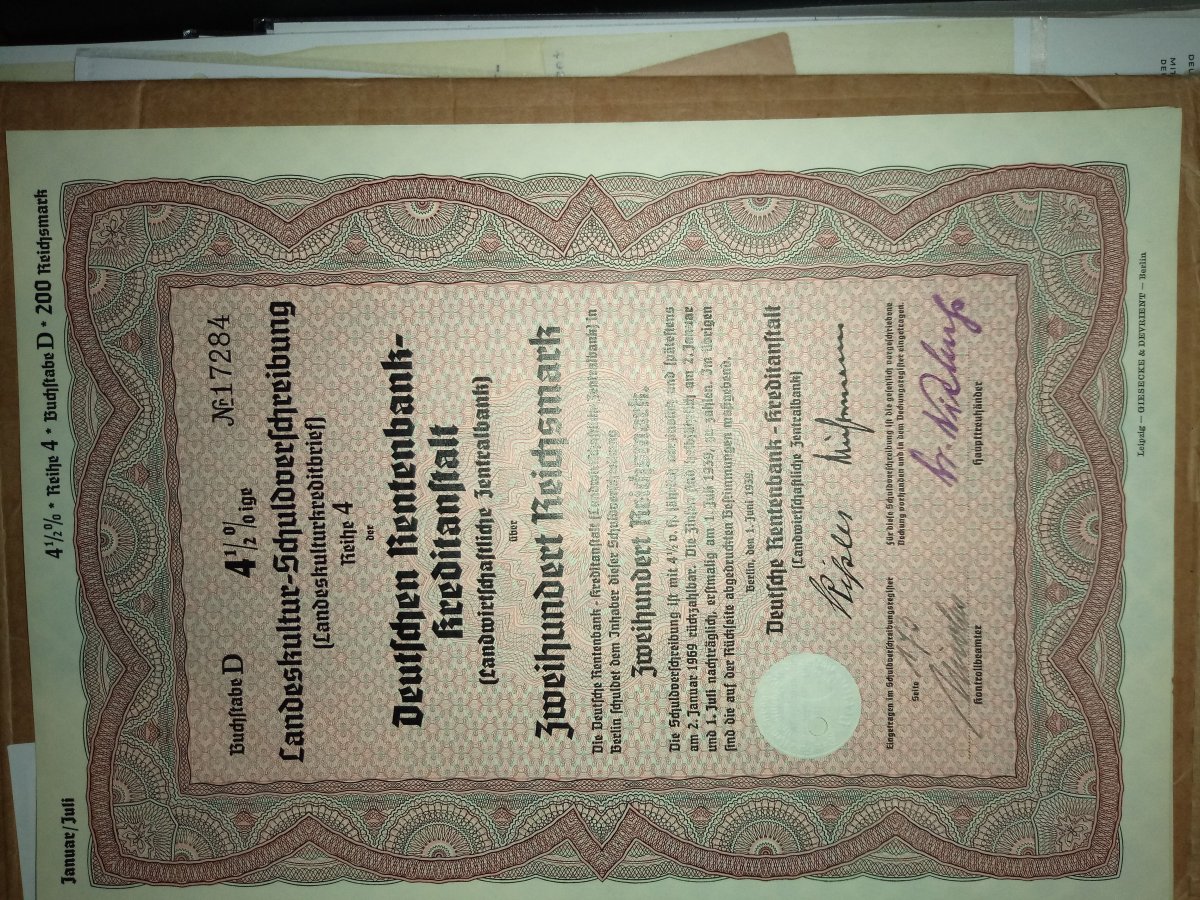 Januar/Juli
4½% * Reihe 4 * Buchstabe D * 200 Reichsmark
Buchstabe D
4½%ige
№ 17284
Landeskultur-Schuldverschreibung
(Landeskulturkreditbrief)
Reihe 4
der
Deutschen Rentenbank-
Kreditanstalt
(Landwirtschaftliche Zentralbank)
über
Zweihundert Reichsmark
Die Deutsche Rentenbank-Kreditanstalt (Landwirtschaftliche Zentralbank) in
Berlin schuldet dem Inhaber dieser Schuldverschreibung
Zweihundert Reichsmark.
Die Schuldverschreibung ist mit 4½ v. H. jährlich verzinslich und spätestens
am 2. Januar 1969 rückzahlbar. Die Zinsen sind halbjährlich am 2. Januar
und 1. Juli nachträglich, erstmalig am 1. Juli 1939, zu zahlen. Im übrigen
sind die auf der Rückseite abgedruckten Bestimmungen maßgebend.
Berlin, den 1. Juni 1939.
Deutsche Rentenbank-Kreditanstalt
(Landwirtschaftliche Zentralbank)
Eingetragen im Schuldverschreibungsregister
Seite 173
Kontrollbeamter
Für diese Schuldverschreibung ist die gesetzlich vorgeschriebene
Deckung vorhanden und in dem Deckungsregister eingetragen.
Haupttreuhänder
Leipzig — GIESECKE & DEVRIENT — Berlin